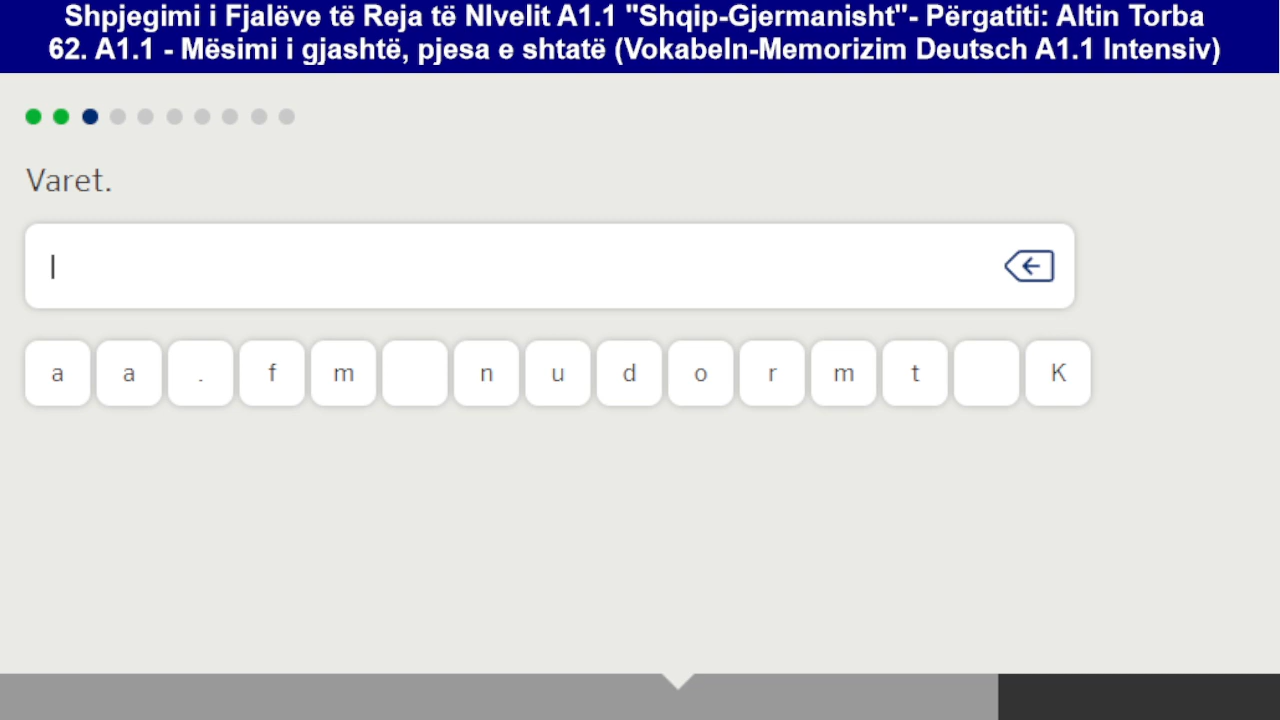 Shpjegimi i Fjalëve të Reja të NIvelit A1.1 "Shqip-Gjermanisht"- Përgatiti: Altin Torba
62. A1.1 - Mësimi i gjashtë, pjesa e shtatë (Vokabeln-Memorizim Deutsch A1.1 Intensiv)
Varet.
a a . f m n u d o r m t K